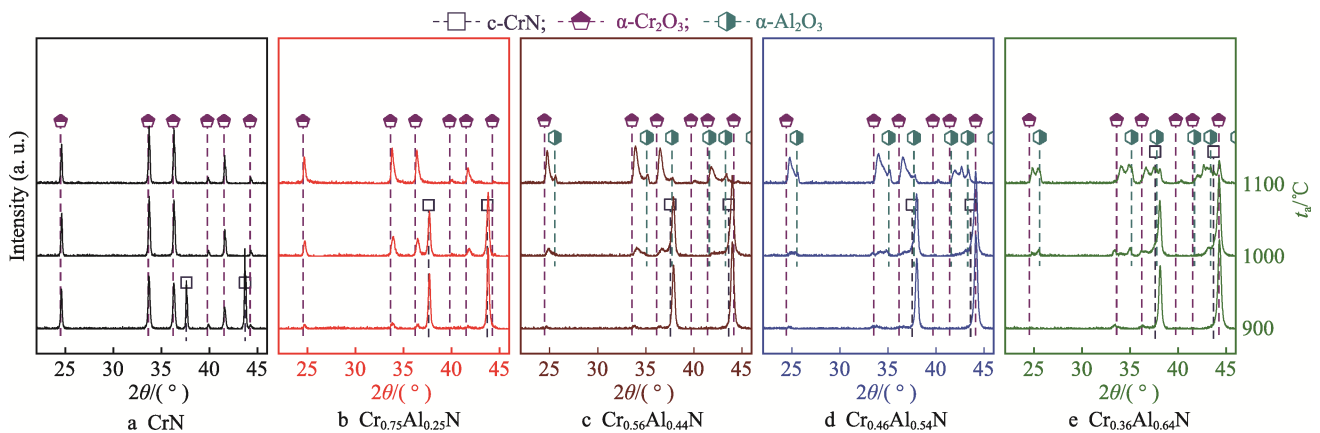 c-CrN; α-Cr₂O₃; α-Al₂O₃
Intensity (a. u.)
1100
1000
900
tₐ/℃
25 30 35 40 45
25 30 35 40 45
25 30 35 40 45
25 30 35 40 45
25 30 35 40 45
2θ/(°)
2θ/(°)
2θ/(°)
2θ/(°)
2θ/(°)
a CrN
b Cr₀.₇₅Al₀.₂₅N
c Cr₀.₅₆Al₀.₄₄N
d Cr₀.₄₆Al₀.₅₄N
e Cr₀.₃₆Al₀.₆₄N